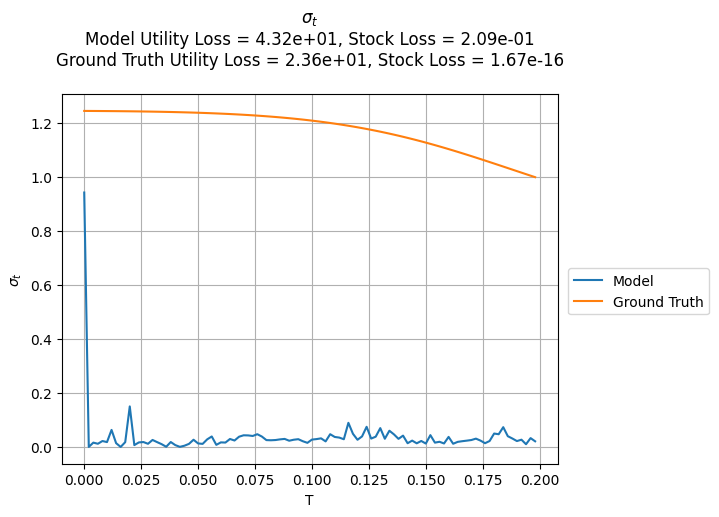 σt
Model Utility Loss = 4.32e+01, Stock Loss = 2.09e-01
Ground Truth Utility Loss = 2.36e+01, Stock Loss = 1.67e-16
1.2
1.0
0.8
0.6
0.4
0.2
0.0
σt
0.000 0.025 0.050 0.075 0.100 0.125 0.150 0.175 0.200
T
Model
Ground Truth